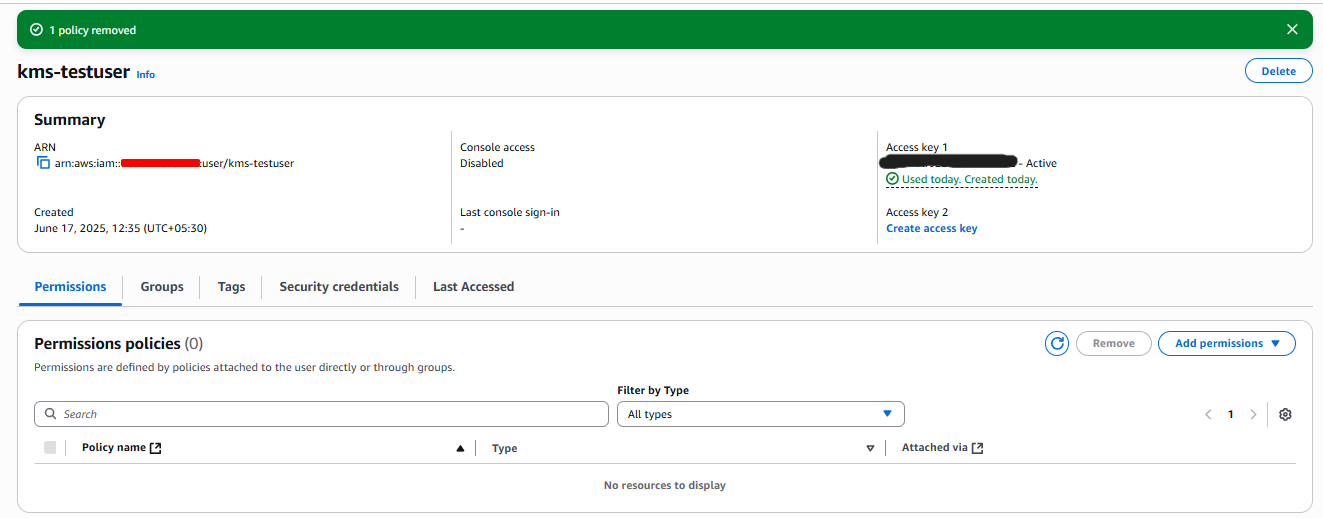 1 policy removed
kms-testuser Info
Delete
Summary
ARN
arn:aws:iam:: :user/kms-testuser
Created
June 17, 2025, 12:35 (UTC+05:30)
Console access
Disabled
Last console sign-in
-
Access key 1
- Active
Used today. Created today.
Access key 2
Create access key
Permissions
Groups
Tags
Security credentials
Last Accessed
Permissions policies (0)
Remove
Add permissions
Permissions are defined by policies attached to the user directly or through groups.
Filter by Type
Search
All types
1
Policy name
Type
Attached via
No resources to display